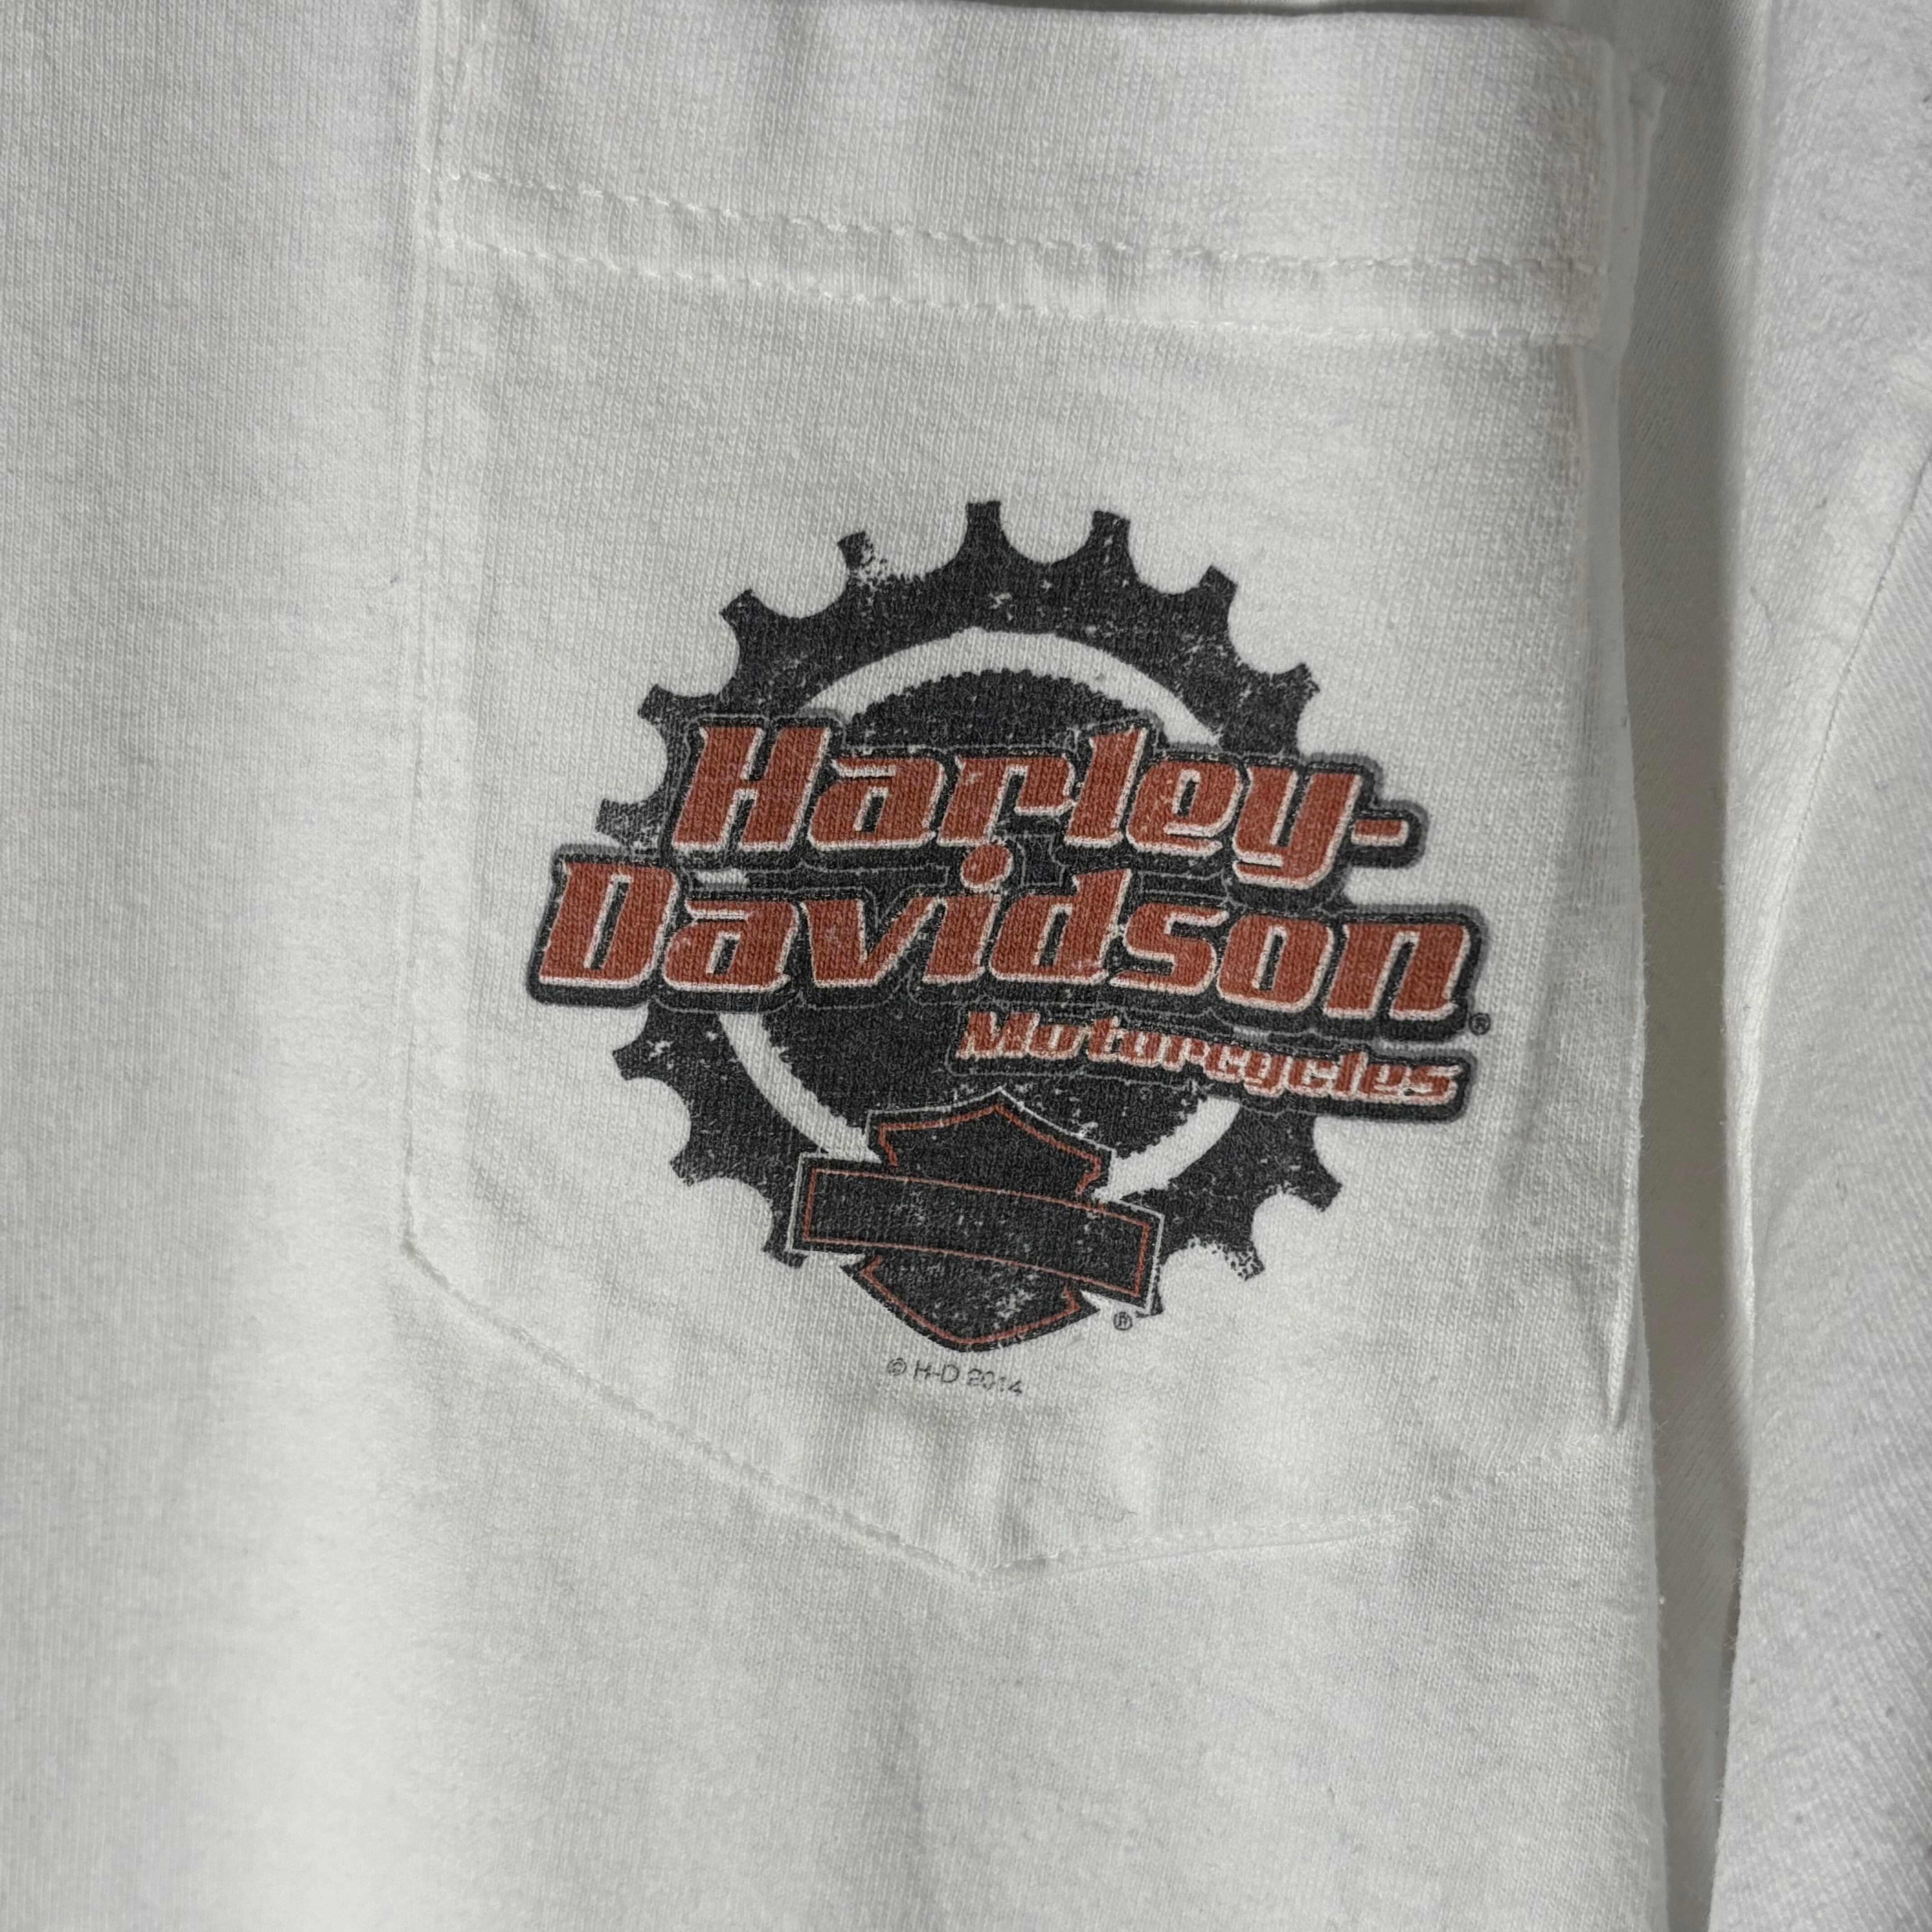 Harley-
Davidson®
Motorcycles
®
© H-D 2014